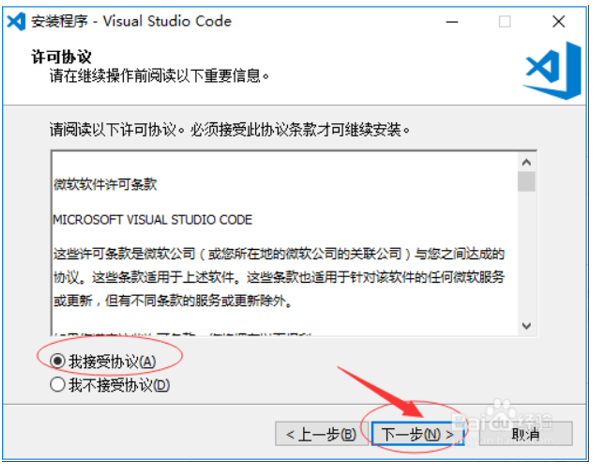 安装程序 - Visual Studio Code
许可协议
请在继续操作前阅读以下重要信息。
请阅读以下许可协议。必须接受此协议条款才可继续安装。
微软软件许可条款
MICROSOFT VISUAL STUDIO CODE
这些许可条款是微软公司（或您所在地的微软公司的关联公司）与您之间达成的
协议。这些条款适用于上述软件。这些条款也适用于针对该软件的任何微软服务
或更新，但有不同条款的服务或更新除外。
我接受协议(A)
我不接受协议(D)
< 上一步(B)
下一步(N) >
取消
Baidu经验